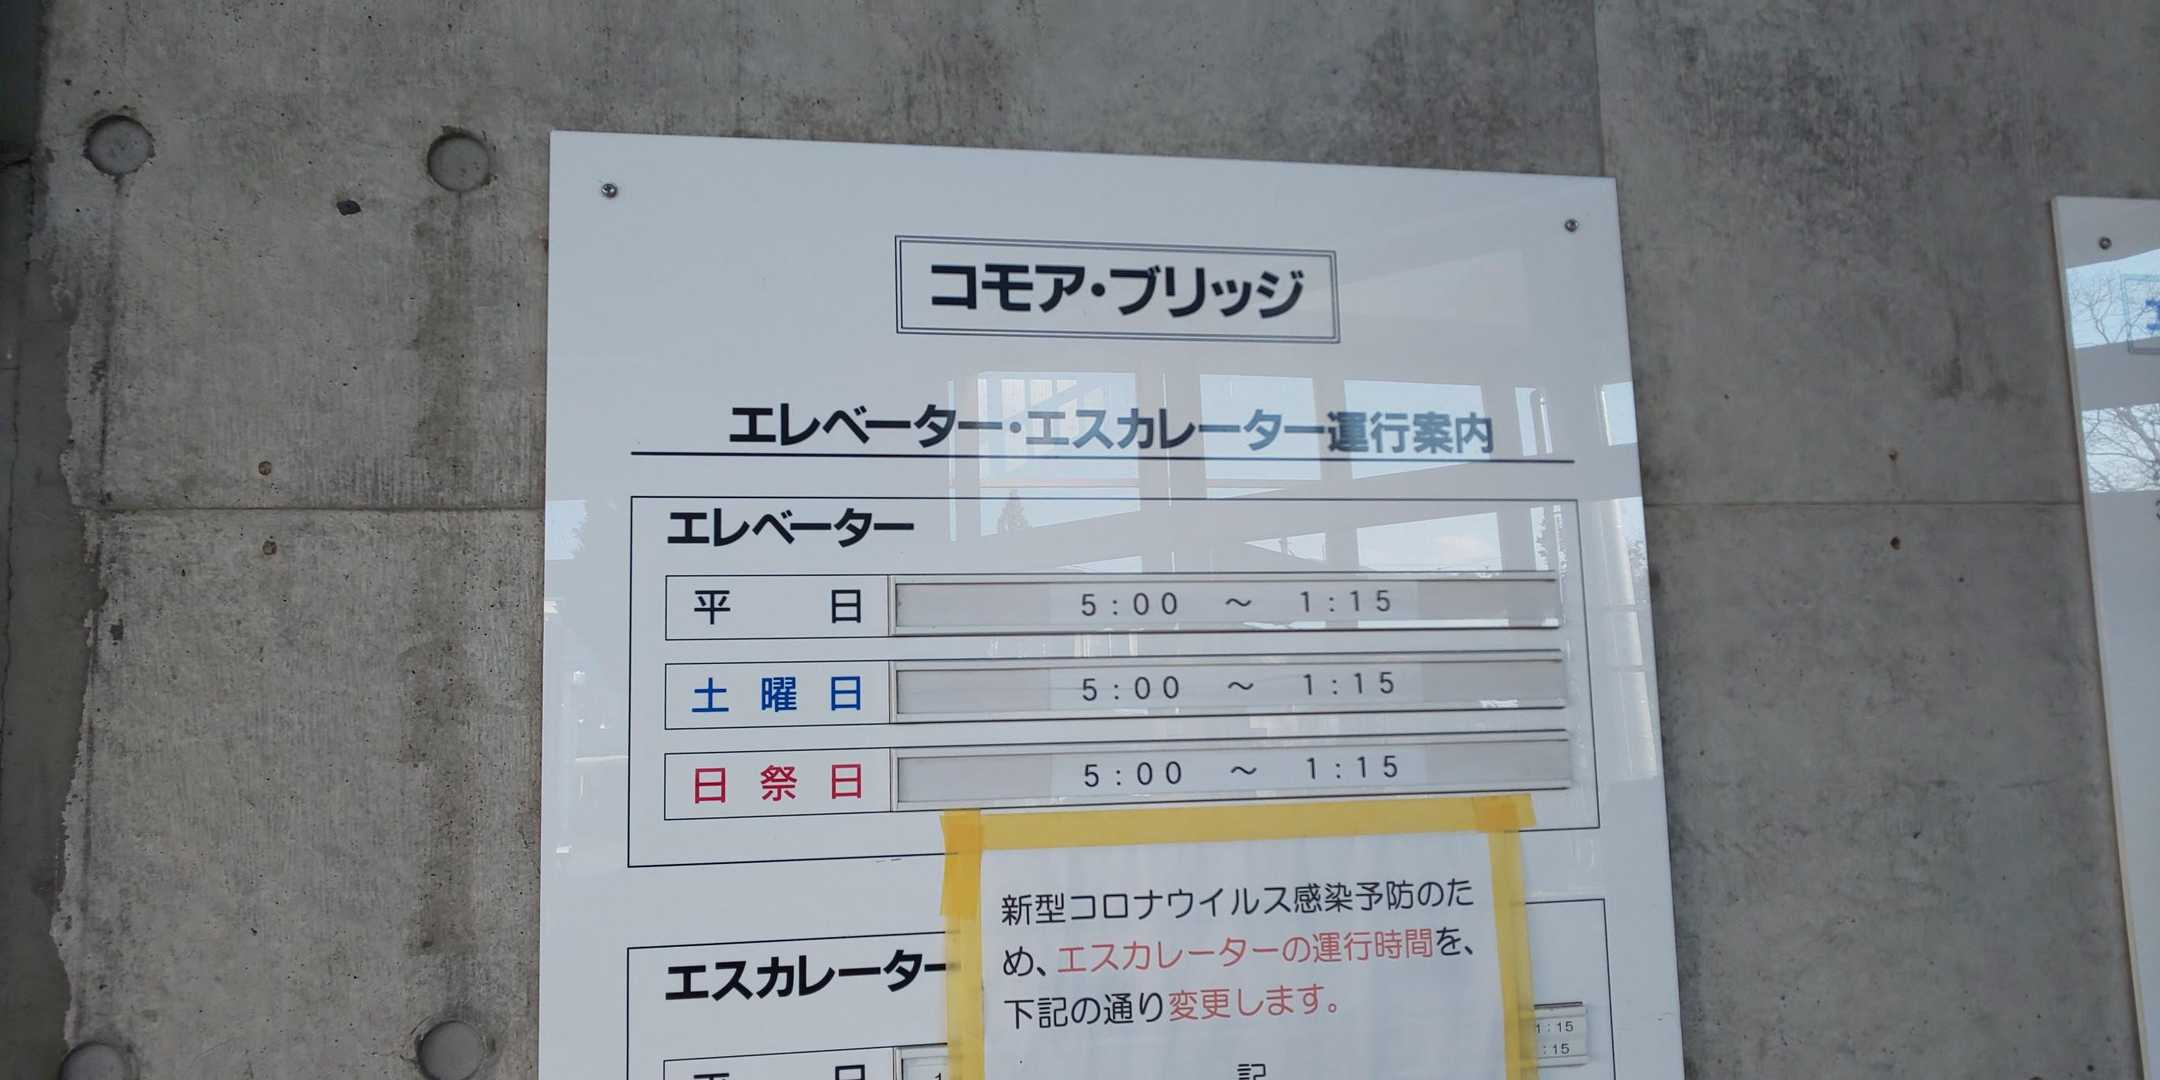 コモア・ブリッジ
エレベーター・エスカレーター運行案内
エレベーター
平日 5:00 ～ 1:15
土曜日 5:00 ～ 1:15
日祭日 5:00 ～ 1:15
新型コロナウイルス感染予防のた
め、エスカレーターの運行時間を、
下記の通り変更します。
記
エスカレーター
平日
1:15
:15